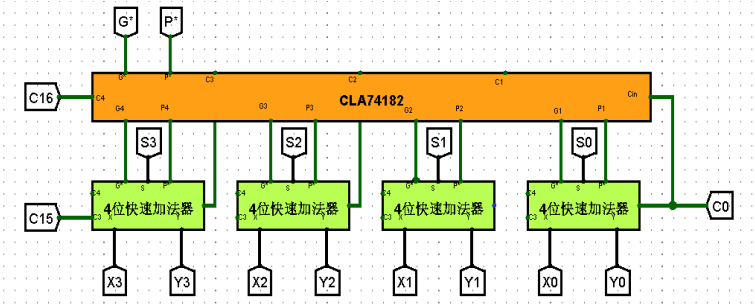 G* P*
G* P* C3 C2 C1
C16 C4 CLA74182 Cin
G4 P4 G3 P3 G2 P2 G1 P1
S3 S2 S1 S0
G* S P* G* S P* G* S P* G* S P*
C4 C4 C4 C4
4位快速加法器 4位快速加法器 4位快速加法器 4位快速加法器 C0
C15 C3 X Y C3 X Y C3 X Y C3 X Y
X3 Y3 X2 Y2 X1 Y1 X0 Y0